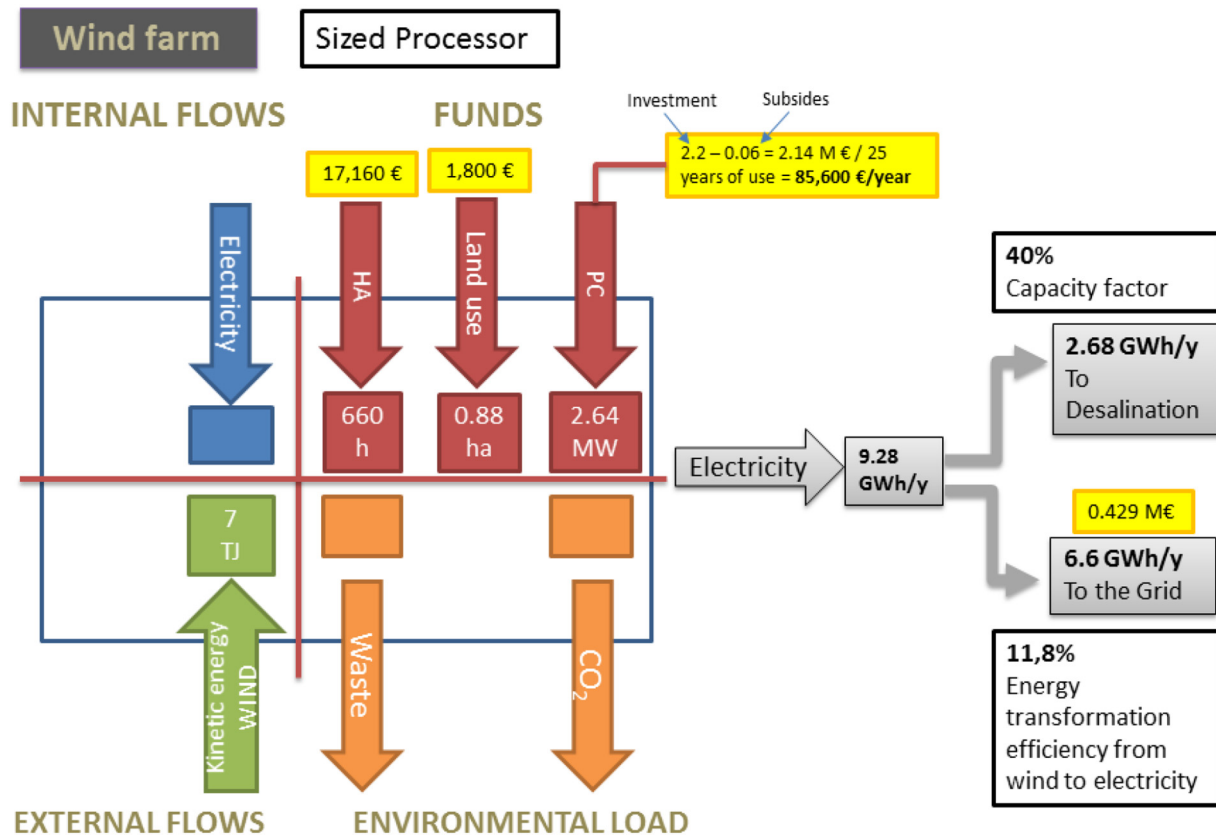 Wind farm
Sized Processor
INTERNAL FLOWS
FUNDS
Investment
Subsides
17,160 €
1,800 €
2.2 – 0.06 = 2.14 M € / 25
years of use = 85,600 €/year
Electricity
HA
Land use
PC
660
h
0.88
ha
2.64
MW
7
TJ
Kinetic energy
WIND
Waste
CO₂
Electricity
9.28
GWh/y
40%
Capacity factor
2.68 GWh/y
To
Desalination
0.429 M€
6.6 GWh/y
To the Grid
11,8%
Energy
transformation
efficiency from
wind to electricity
EXTERNAL FLOWS
ENVIRONMENTAL LOAD